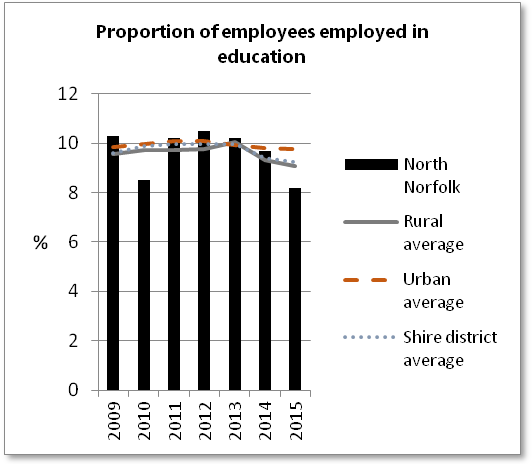 Proportion of employees employed in
education
12
10
8
6
4
2
0
%
2009
2010
2011
2012
2013
2014
2015
North
Norfolk
Rural
average
Urban
average
Shire district
average